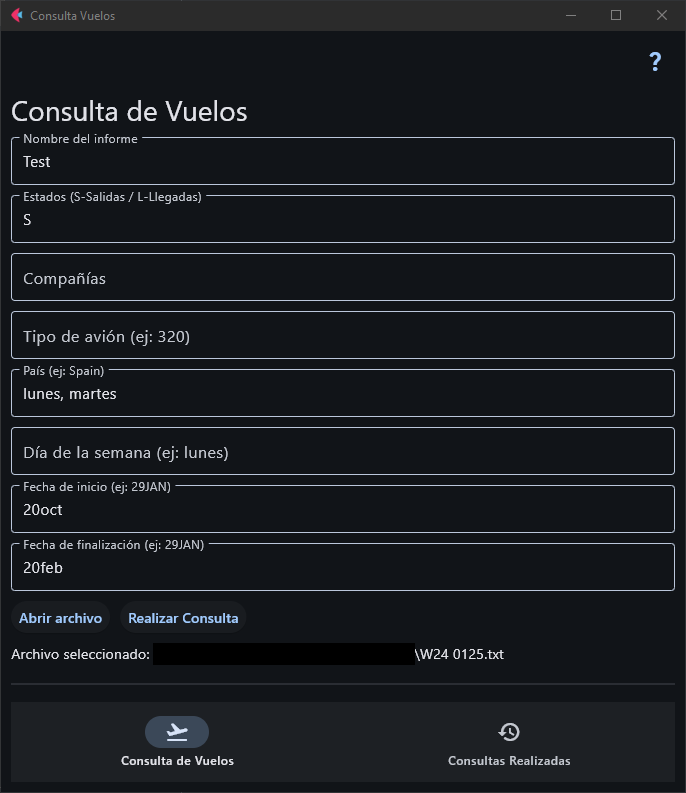 Consulta Vuelos
?
Consulta de Vuelos
Nombre del informe
Test
Estados (S-Salidas / L-Llegadas)
S
Compañías
Tipo de avión (ej: 320)
País (ej: Spain)
lunes, martes
Día de la semana (ej: lunes)
Fecha de inicio (ej: 29JAN)
20oct
Fecha de finalización (ej: 29JAN)
20feb
Abrir archivo Realizar Consulta
Archivo seleccionado: \W24 0125.txt
Consulta de Vuelos Consultas Realizadas